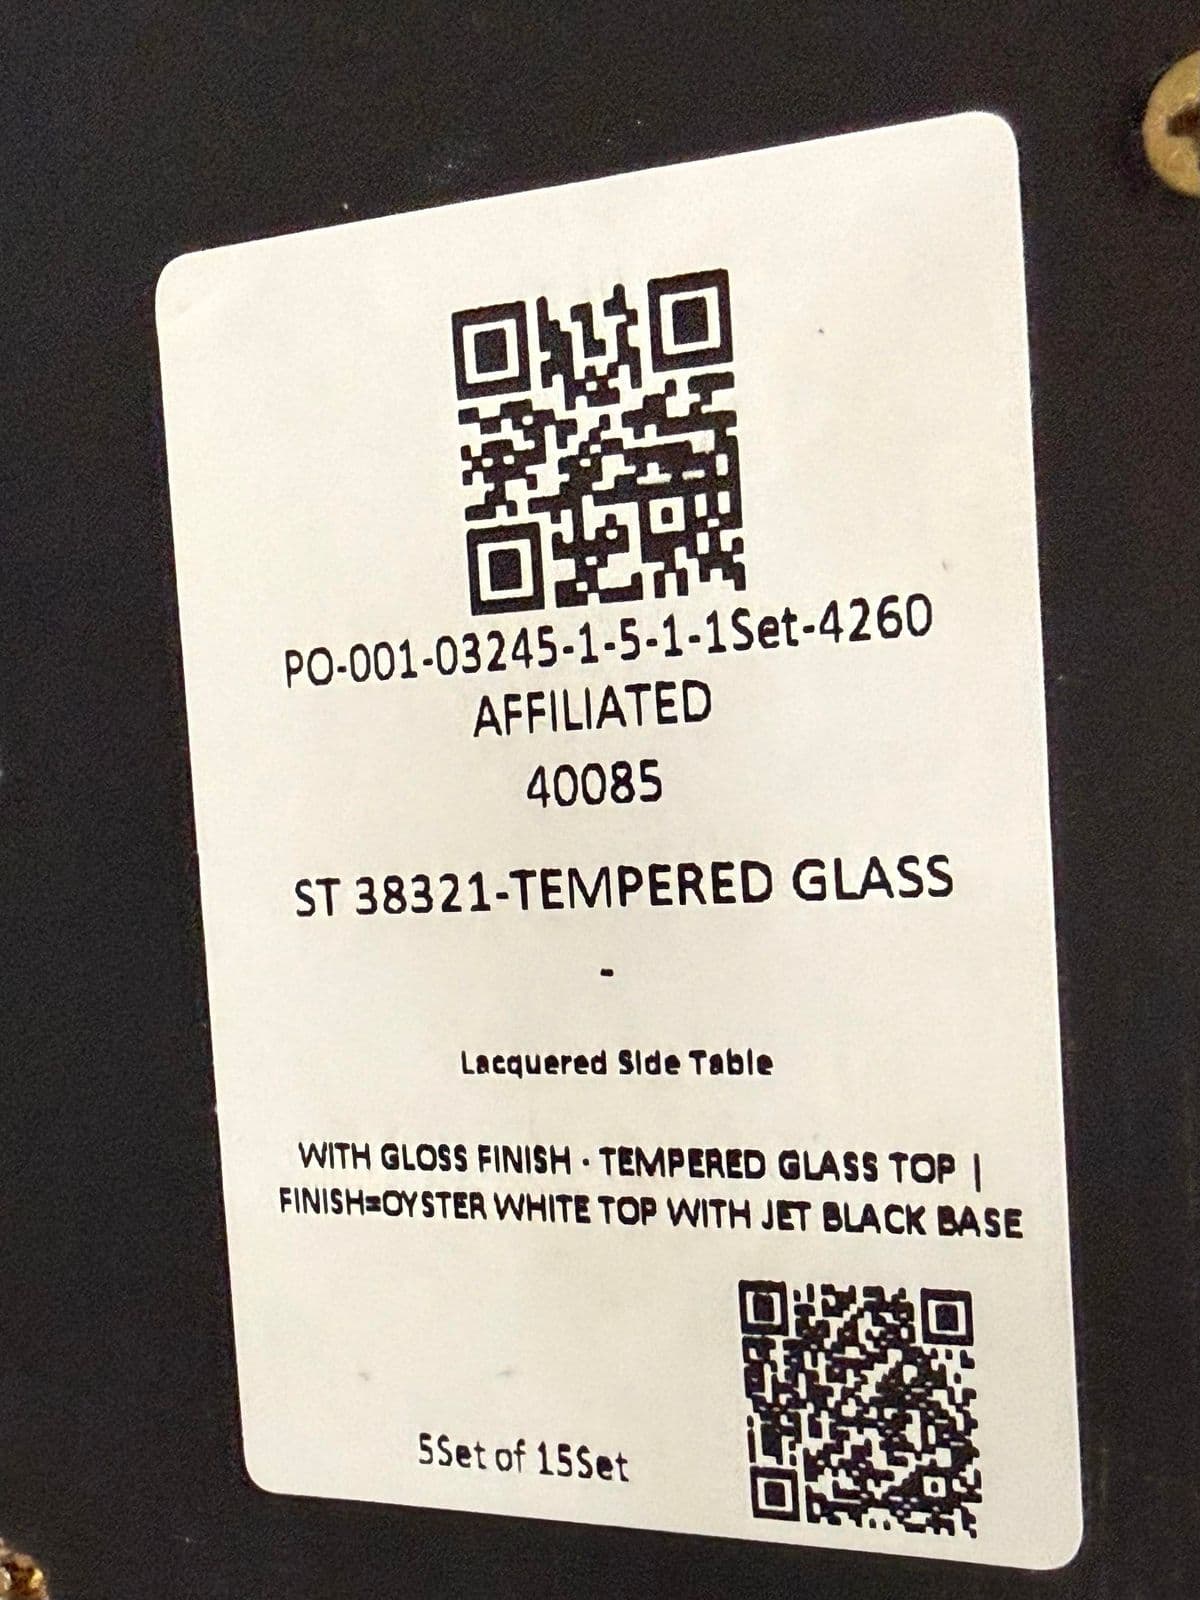 PO-001-03245-1-5-1-1Set-4260
AFFILIATED
40085
ST 38321-TEMPERED GLASS
-
Lacquered Side Table
WITH GLOSS FINISH - TEMPERED GLASS TOP |
FINISH=OYSTER WHITE TOP WITH JET BLACK BASE
5Set of 15Set